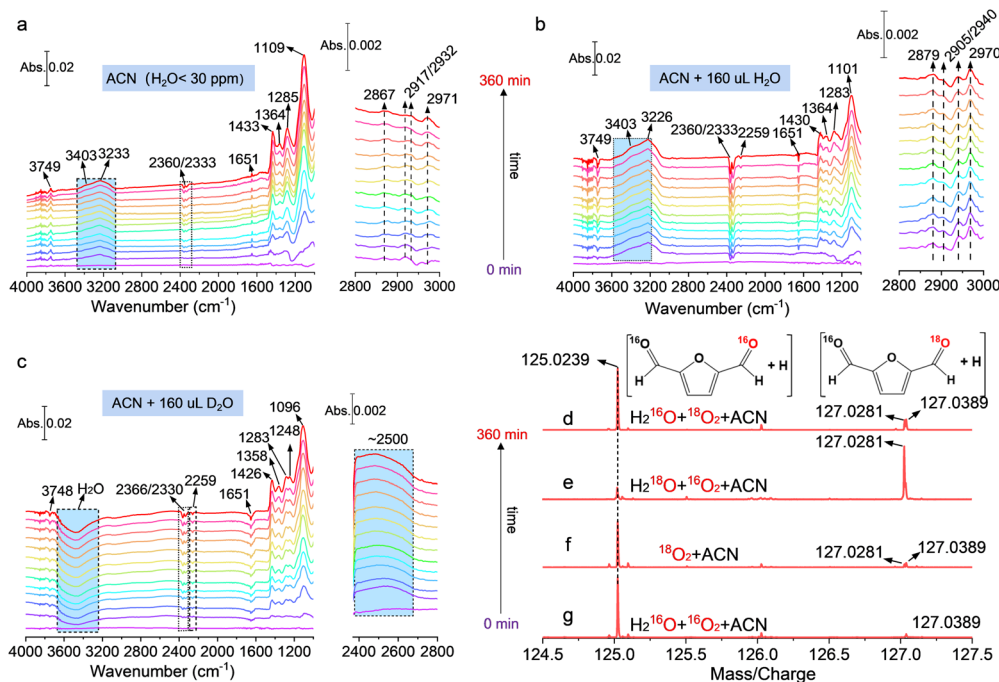 a
Abs.
0.02
ACN (H₂O< 30 ppm)
1109
1285
1364
1433
1651
2360/2333
3233
3403
3749
4000 3600 3200 2800 2400 2000 1600 1200 1000
Wavenumber (cm⁻¹)
Abs.
0.002
2867
2917/2932
2971
2800 2850 2900 2950 3000
360 min
time
0 min
b
Abs.
0.02
ACN + 160 uL H₂O
1101
1283
1364
1430
1651
2259
2360/2333
3226
3403
3749
4000 3600 3200 2800 2400 2000 1600 1200 1000
Wavenumber (cm⁻¹)
Abs.
0.002
2879
2905/2940
2970
2800 2850 2900 2950 3000
c
Abs.
0.02
ACN + 160 uL D₂O
1096
1248
1283
1358
1426
1651
2259
2366/2330
H₂O
3748
4000 3600 3200 2800 2400 2000 1600 1200 1000
Wavenumber (cm⁻¹)
Abs.
0.002
~2500
2400 2500 2600 2700 2800
360 min
time
0 min
125.0239
¹⁶O
¹⁶O
O
H
H
+ H
¹⁶O
¹⁸O
O
H
H
+ H
d
H2¹⁶O+¹⁸O₂+ACN
127.0281
127.0389
e
H2¹⁸O+¹⁶O₂+ACN
127.0281
f
¹⁸O₂+ACN
127.0281
127.0389
g
H2¹⁶O+¹⁶O₂+ACN
127.0389
124.5 125.0 125.5 126.0 126.5 127.0 127.5
Mass/Charge